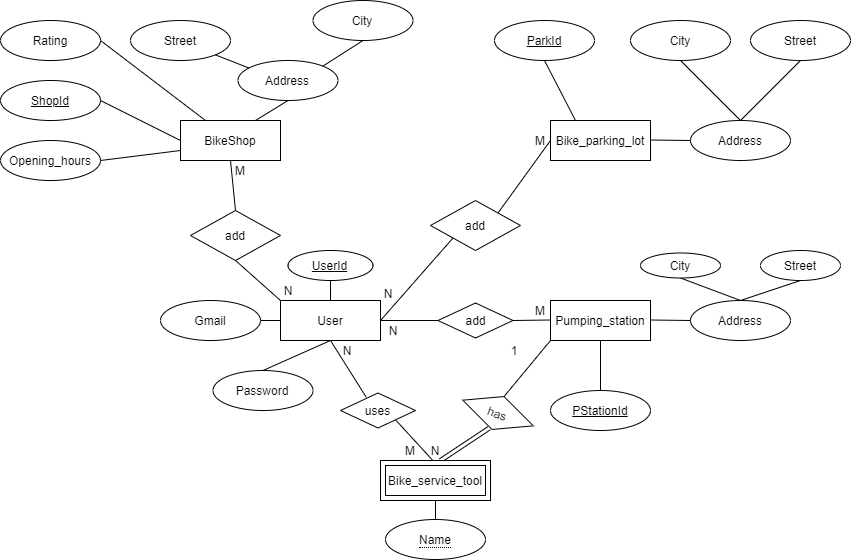 City
Rating
Street
ParkId
City
Street
Address
ShopId
BikeShop
M
Bike_parking_lot
Address
Opening_hours
M
add
add
UserId
City
Street
N
N
M
Gmail
User
N
add
Pumping_station
Address
N
1
Password
uses
has
PStationId
M
N
Bike_service_tool
Name